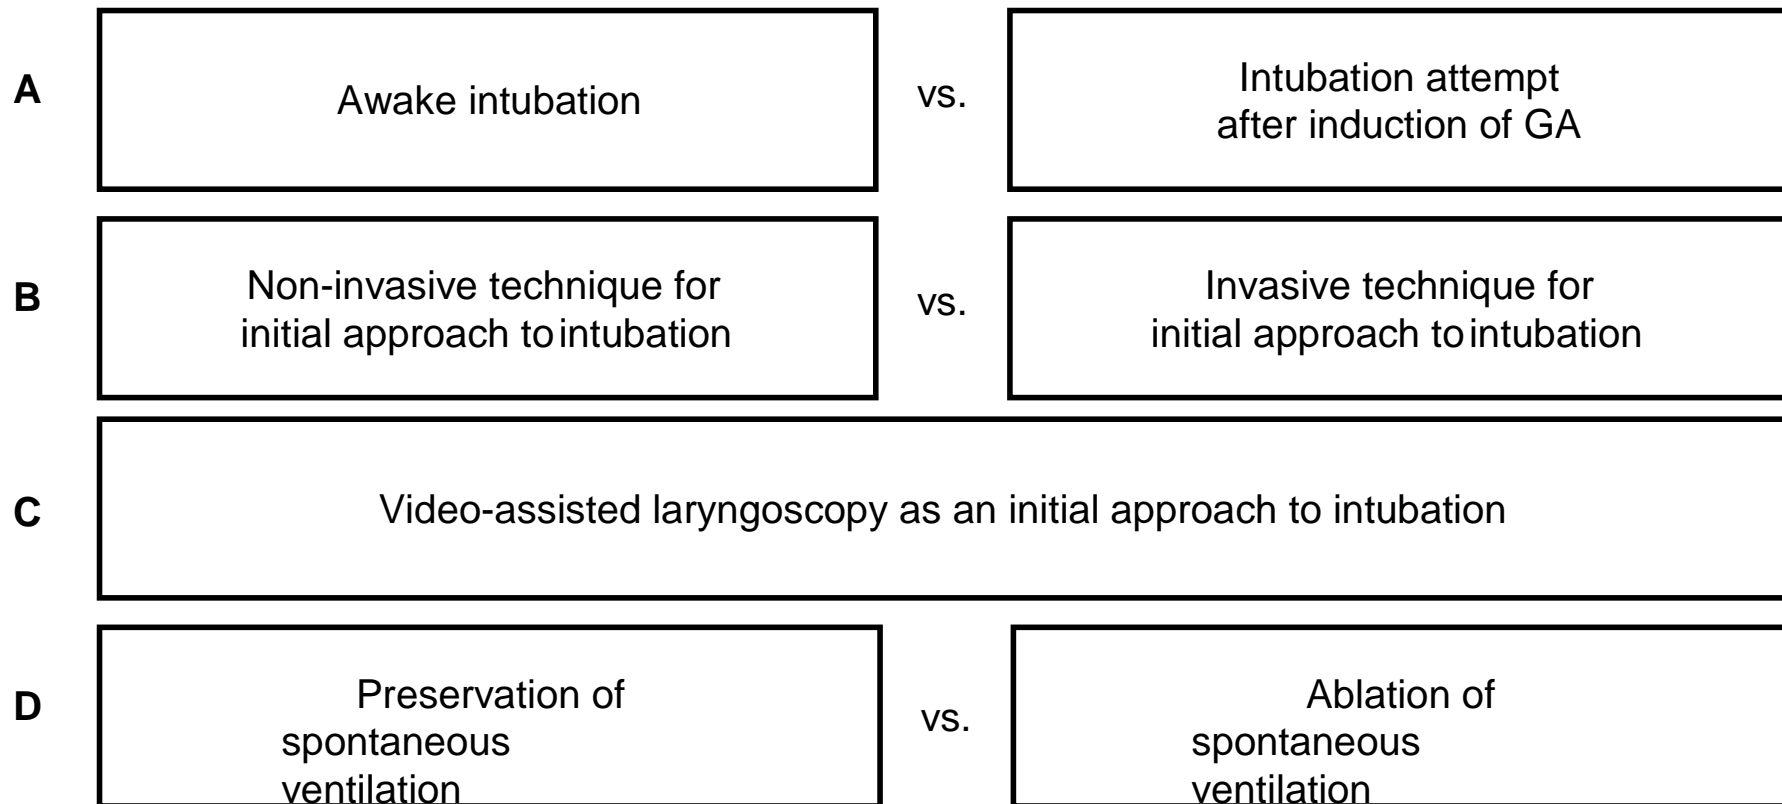 A
Awake intubation
vs.
Intubation attempt
after induction of GA
B
Non-invasive technique for
initial approach to intubation
vs.
Invasive technique for
initial approach to intubation
C
Video-assisted laryngoscopy as an initial approach to intubation
D
Preservation of
spontaneous
ventilation
vs.
Ablation of
spontaneous
ventilation